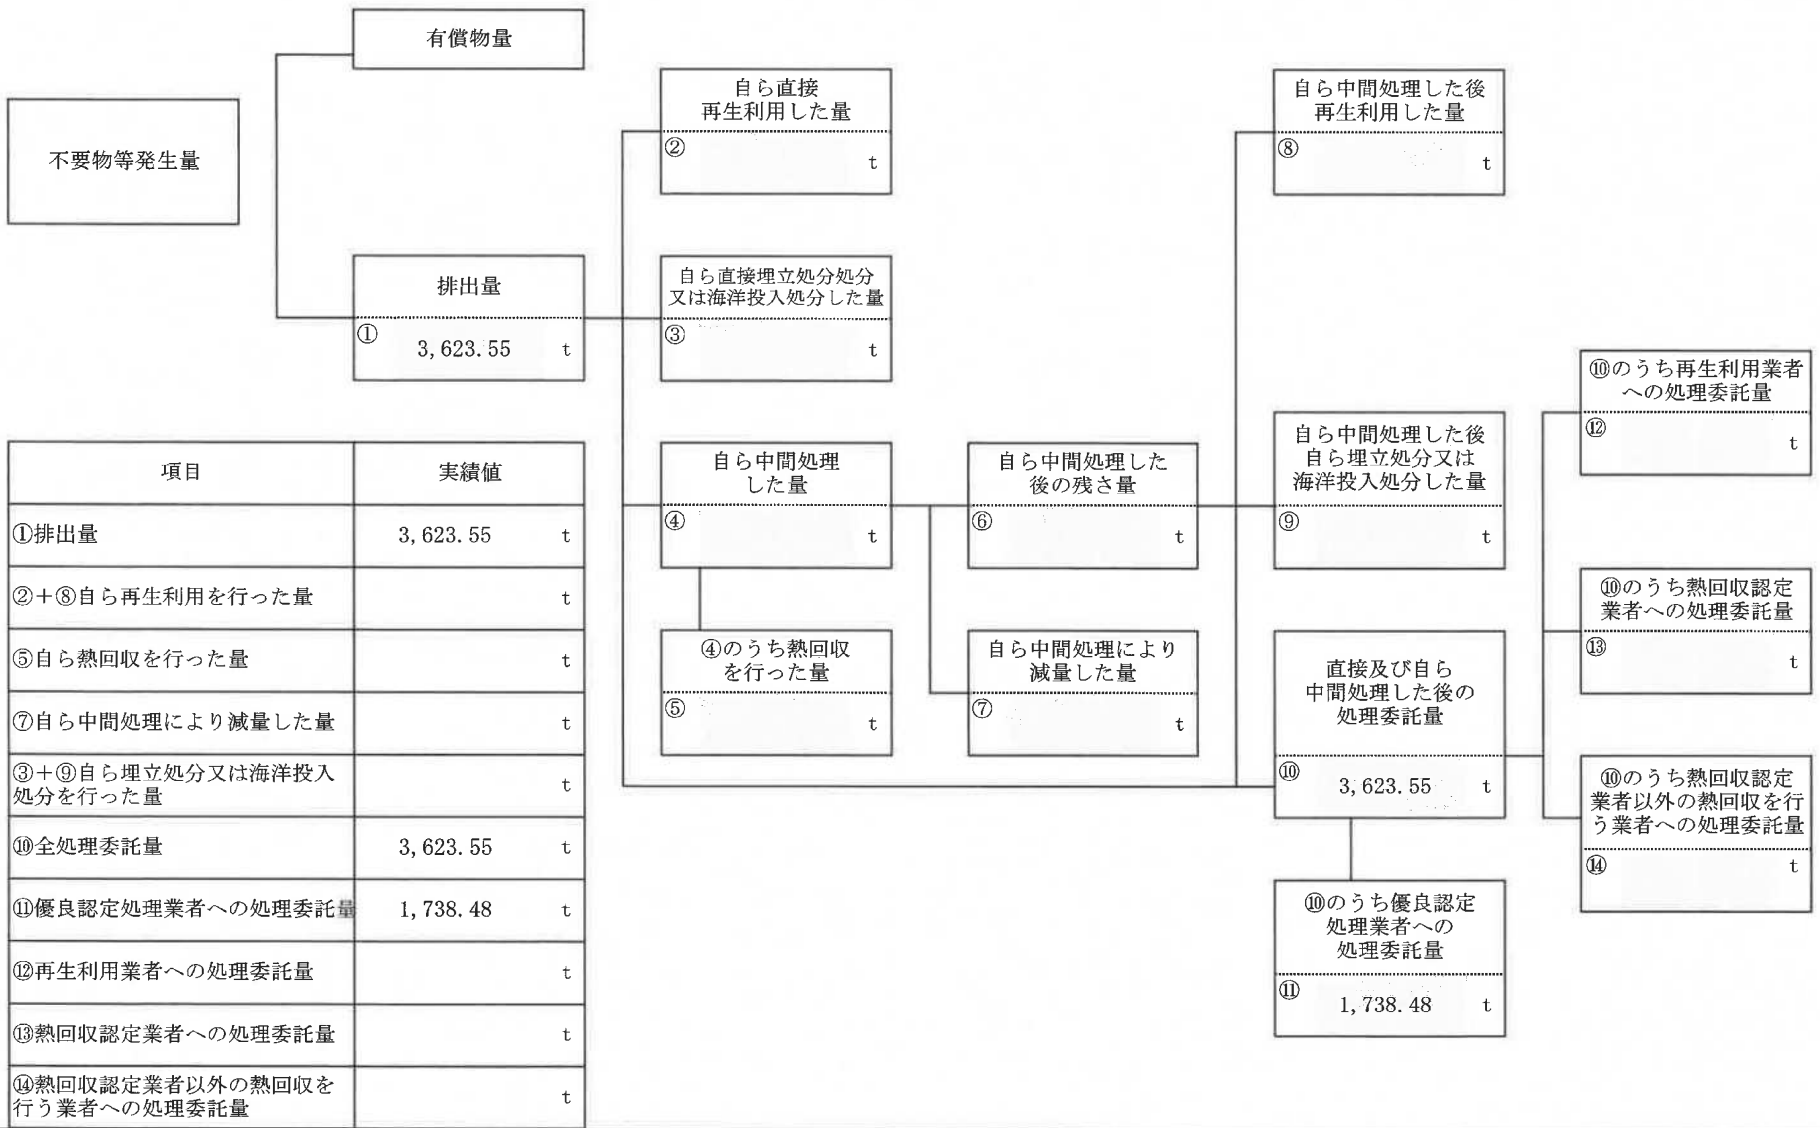 有償物量
不要物等発生量
排出量
① 3,623.55 t
自ら直接
再生利用した量
② t
自ら直接埋立処分処分
又は海洋投入処分した量
③ t
自ら中間処理
した量
④ t
④のうち熱回収
を行った量
⑤ t
自ら中間処理した
後の残さ量
⑥ t
自ら中間処理により
減量した量
⑦ t
自ら中間処理した後
再生利用した量
⑧ t
自ら中間処理した後
自ら埋立処分又は
海洋投入処分した量
⑨ t
直接及び自ら
中間処理した後の
処理委託量
⑩ 3,623.55 t
⑩のうち優良認定
処理業者への
処理委託量
⑪ 1,738.48 t
⑩のうち再生利用業者
への処理委託量
⑫ t
⑩のうち熱回収認定
業者への処理委託量
⑬ t
⑩のうち熱回収認定
業者以外の熱回収を行
う業者への処理委託量
⑭ t
項目 実績値
①排出量 3,623.55 t
②+⑧自ら再生利用を行った量 t
⑤自ら熱回収を行った量 t
⑦自ら中間処理により減量した量 t
③+⑨自ら埋立処分又は海洋投入
処分を行った量 t
⑩全処理委託量 3,623.55 t
⑪優良認定処理業者への処理委託量 1,738.48 t
⑫再生利用業者への処理委託量 t
⑬熱回収認定業者への処理委託量 t
⑭熱回収認定業者以外の熱回収を
行う業者への処理委託量 t